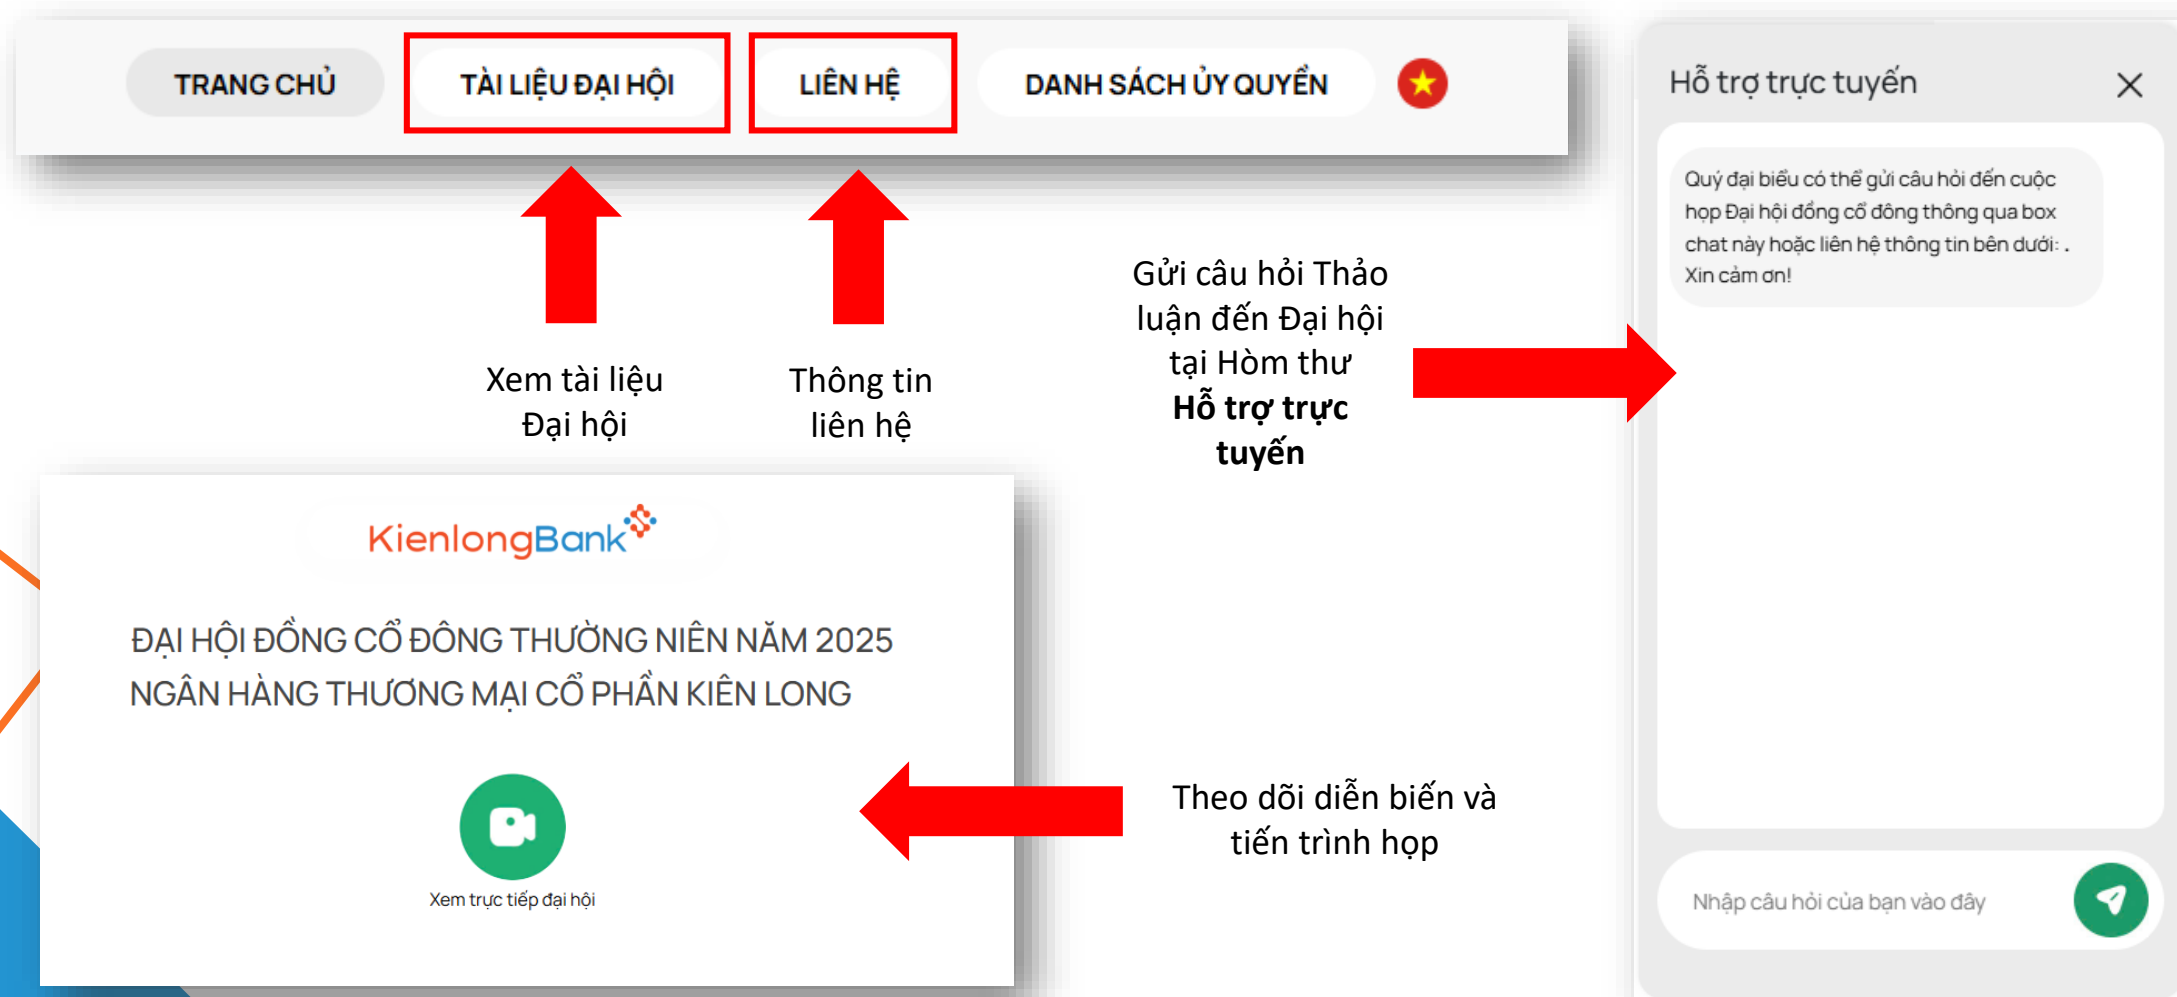 TRANG CHỦ
TÀI LIỆU ĐẠI HỘI
LIÊN HỆ
DANH SÁCH ỦY QUYỀN
Xem tài liệu
Đại hội
Thông tin
liên hệ
Gửi câu hỏi Thảo
luận đến Đại hội
tại Hòm thư
Hỗ trợ trực
tuyến
Hỗ trợ trực tuyến
Quý đại biểu có thể gửi câu hỏi đến cuộc
họp Đại hội đồng cổ đông thông qua box
chat này hoặc liên hệ thông tin bên dưới: .
Xin cảm ơn!
Nhập câu hỏi của bạn vào đây
KienlongBank
ĐẠI HỘI ĐỒNG CỔ ĐÔNG THƯỜNG NIÊN NĂM 2025
NGÂN HÀNG THƯƠNG MẠI CỔ PHẦN KIÊN LONG
Xem trực tiếp đại hội
Theo dõi diễn biến và
tiến trình họp